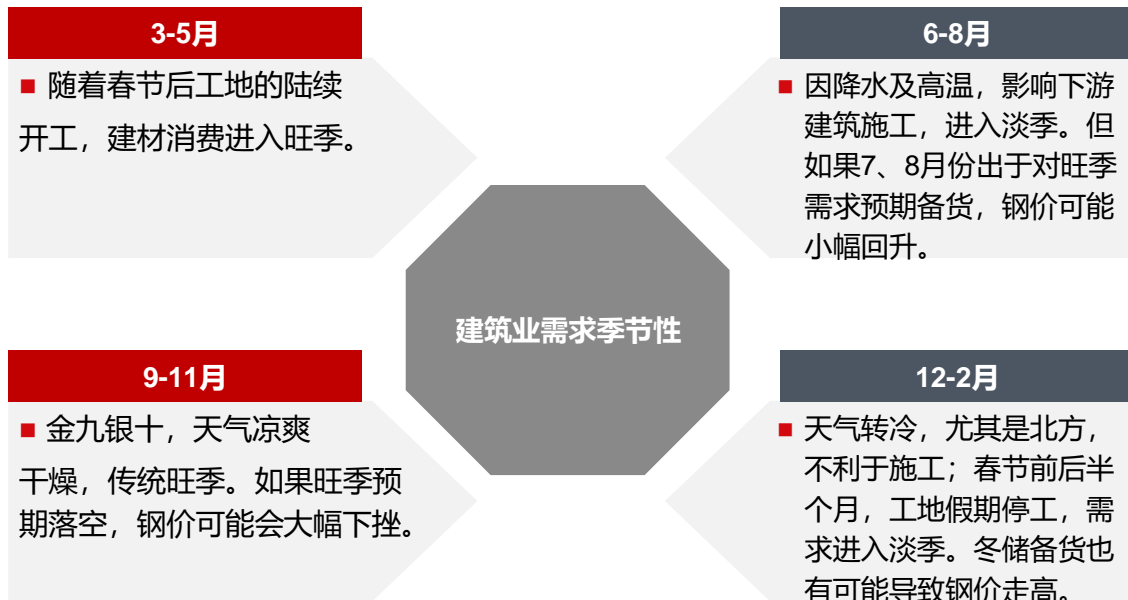 3-5月
■ 随着春节后工地的陆续
开工，建材消费进入旺季。
6-8月
■ 因降水及高温，影响下游
建筑施工，进入淡季。但
如果7、8月份出于对旺季
需求预期备货，钢价可能
小幅回升。
建筑业需求季节性
9-11月
■ 金九银十，天气凉爽
干燥，传统旺季。如果旺季预
期落空，钢价可能会大幅下挫。
12-2月
■ 天气转冷，尤其是北方，
不利于施工；春节前后半
个月，工地假期停工，需
求进入淡季。冬储备货也
有可能导致钢价走高。